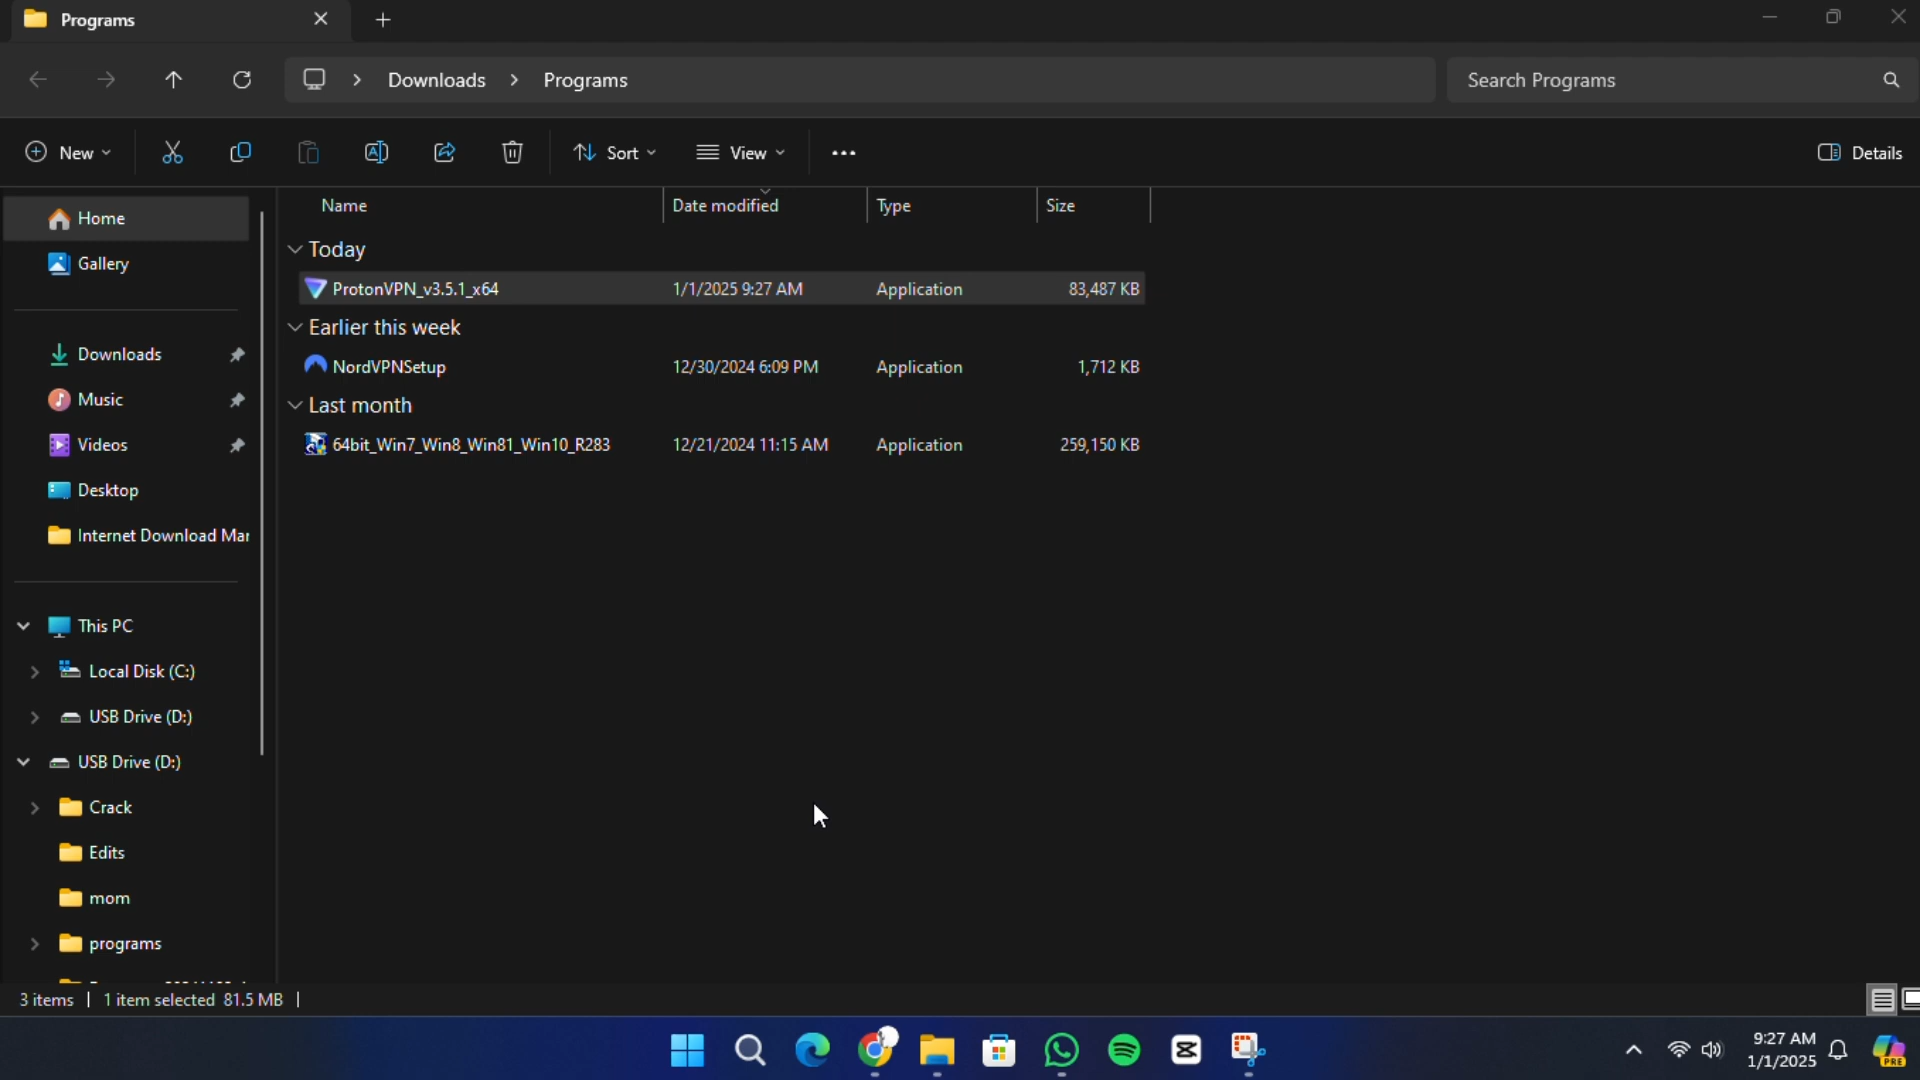 Programs
Downloads
Programs
Search Programs
New
Sort
View
Details
Name
Date modified
Type
Size
Home
Gallery
Downloads
Music
Videos
Desktop
Internet Download Mar
This PC
Local Disk (C:)
USB Drive (D:)
USB Drive (D:)
Crack
Edits
mom
programs
Today
ProtonVPN_v3.5.1_x64 1/1/2025 9:27 AM Application 83,487 KB
Earlier this week
NordVPNSetup 12/30/2024 6:09 PM Application 1,712 KB
Last month
64bit_Win7_Win8_Win81_Win10_R283 12/21/2024 11:15 AM Application 259,150 KB
3 items 1 item selected 81.5 MB
9:27 AM
1/1/2025
PRE